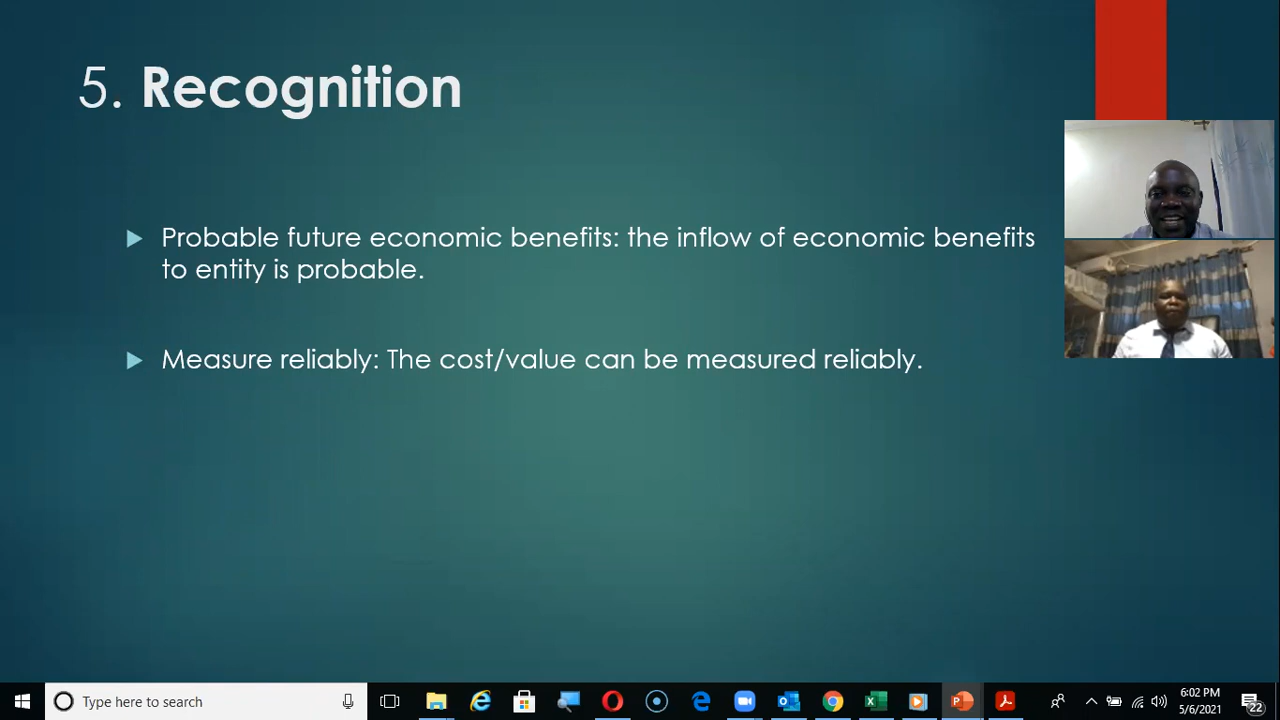 5. Recognition
Probable future economic benefits: the inflow of economic benefits
to entity is probable.
Measure reliably: The cost/value can be measured reliably.
Type here to search
6:02 PM
5/6/2021
22